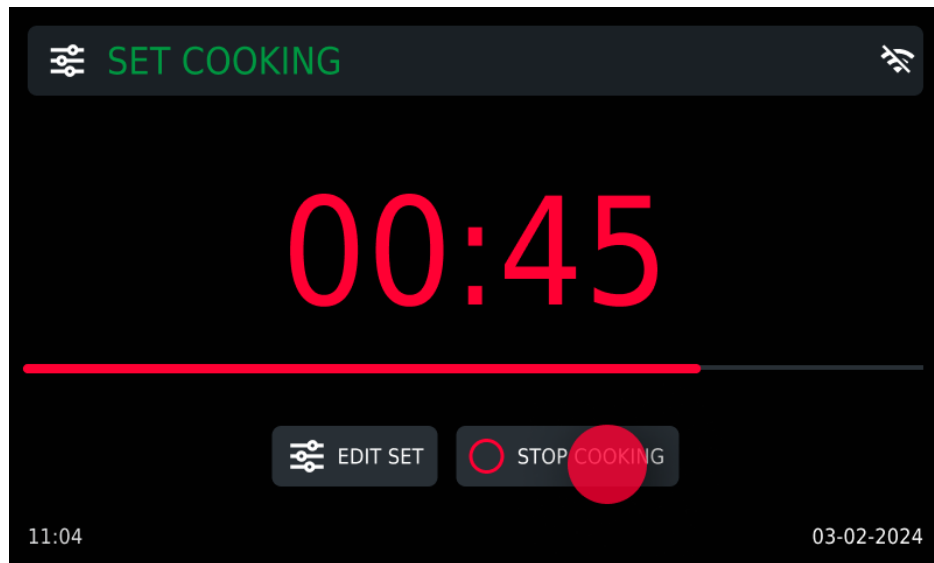 SET COOKING
00:45
EDIT SET
STOP COOKING
11:04
03-02-2024